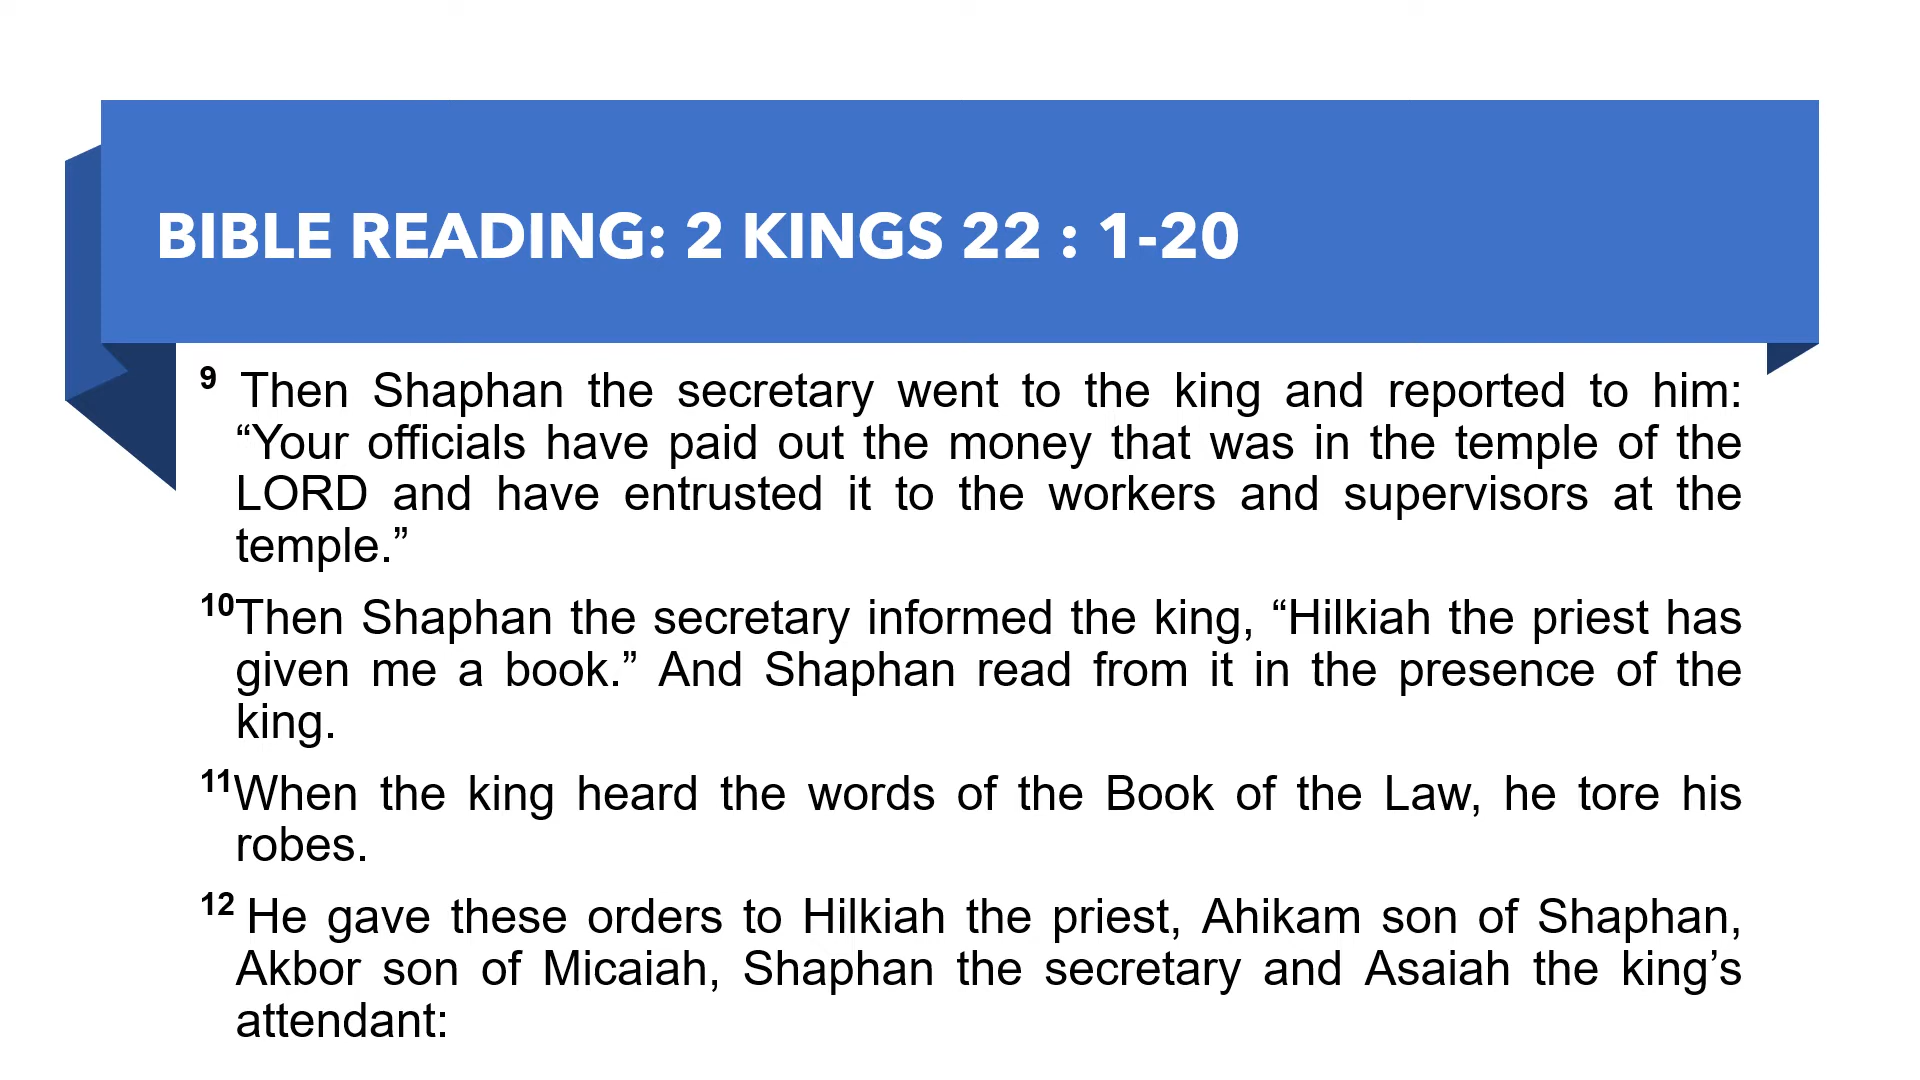 BIBLE READING: 2 KINGS 22 : 1-20
9 Then Shaphan the secretary went to the king and reported to him:
“Your officials have paid out the money that was in the temple of the
LORD and have entrusted it to the workers and supervisors at the
temple.”
10Then Shaphan the secretary informed the king, “Hilkiah the priest has
given me a book.” And Shaphan read from it in the presence of the
king.
11When the king heard the words of the Book of the Law, he tore his
robes.
12 He gave these orders to Hilkiah the priest, Ahikam son of Shaphan,
Akbor son of Micaiah, Shaphan the secretary and Asaiah the king’s
attendant: